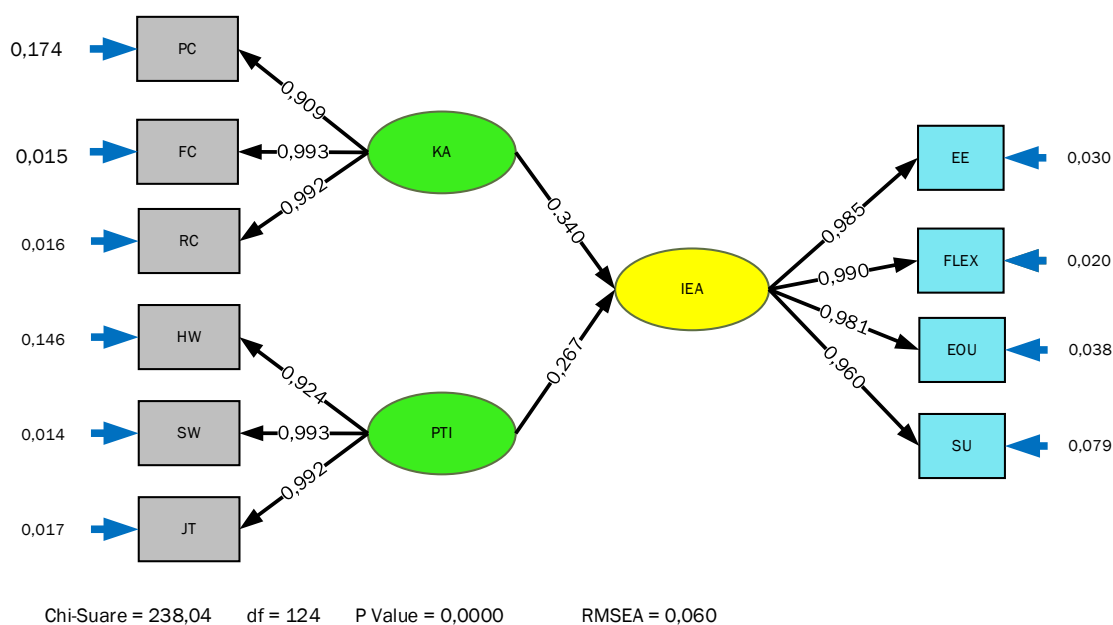 0,174
PC
0,909
0,015
FC
0,993
KA
0,992
0,016
RC
0.340
0,146
HW
0,924
0,014
SW
0,993
PTI
0,992
0,017
JT
0,267
IEA
0,985
EE
0,030
0,990
FLEX
0,020
0,981
EOU
0,038
0,960
SU
0,079
Chi-Suare = 238,04 df = 124 P Value = 0,0000 RMSEA = 0,060